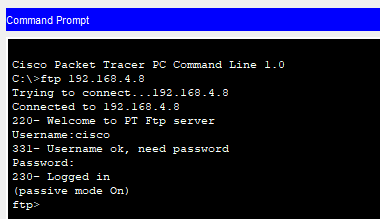 Command Prompt
Cisco Packet Tracer PC Command Line 1.0
C:\>ftp 192.168.4.8
Trying to connect...192.168.4.8
Connected to 192.168.4.8
220- Welcome to PT Ftp server
Username:cisco
331- Username ok, need password
Password:
230- Logged in
(passive mode On)
ftp>